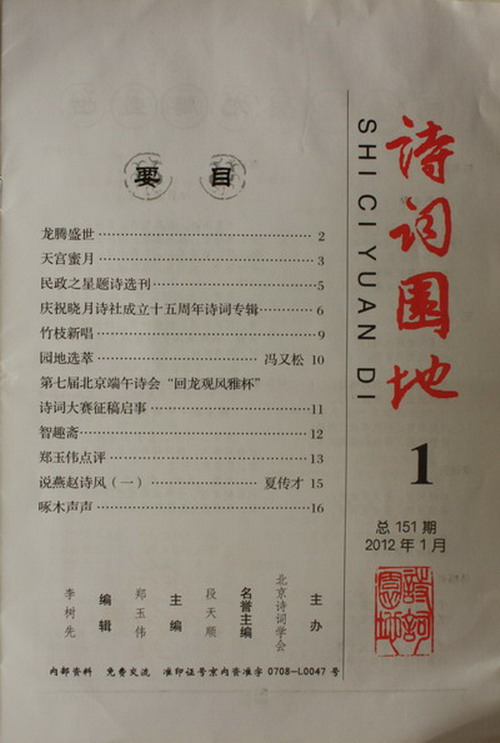 要 目
龙腾盛世 2
天宫蜜月 3
民政之星题诗选刊 5
庆祝晓月诗社成立十五周年诗词专辑 6
竹枝新唱 9
园地选萃 冯又松 10
第七届北京端午诗会“回龙观风雅杯”
诗词大赛征稿启事 11
智趣斋 12
郑玉伟点评 13
说燕赵诗风(一) 夏传才 15
啄木声声 16
诗词园地
SHI CI YUAN DI
1
总 151 期
2012 年 1 月
詩詞園地
主办
北京诗词学会
名誉主编
段天顺
主编
郑玉伟
编辑
李树先
内部资料 免费交流 准印证号京内资准字 0708-L0047 号